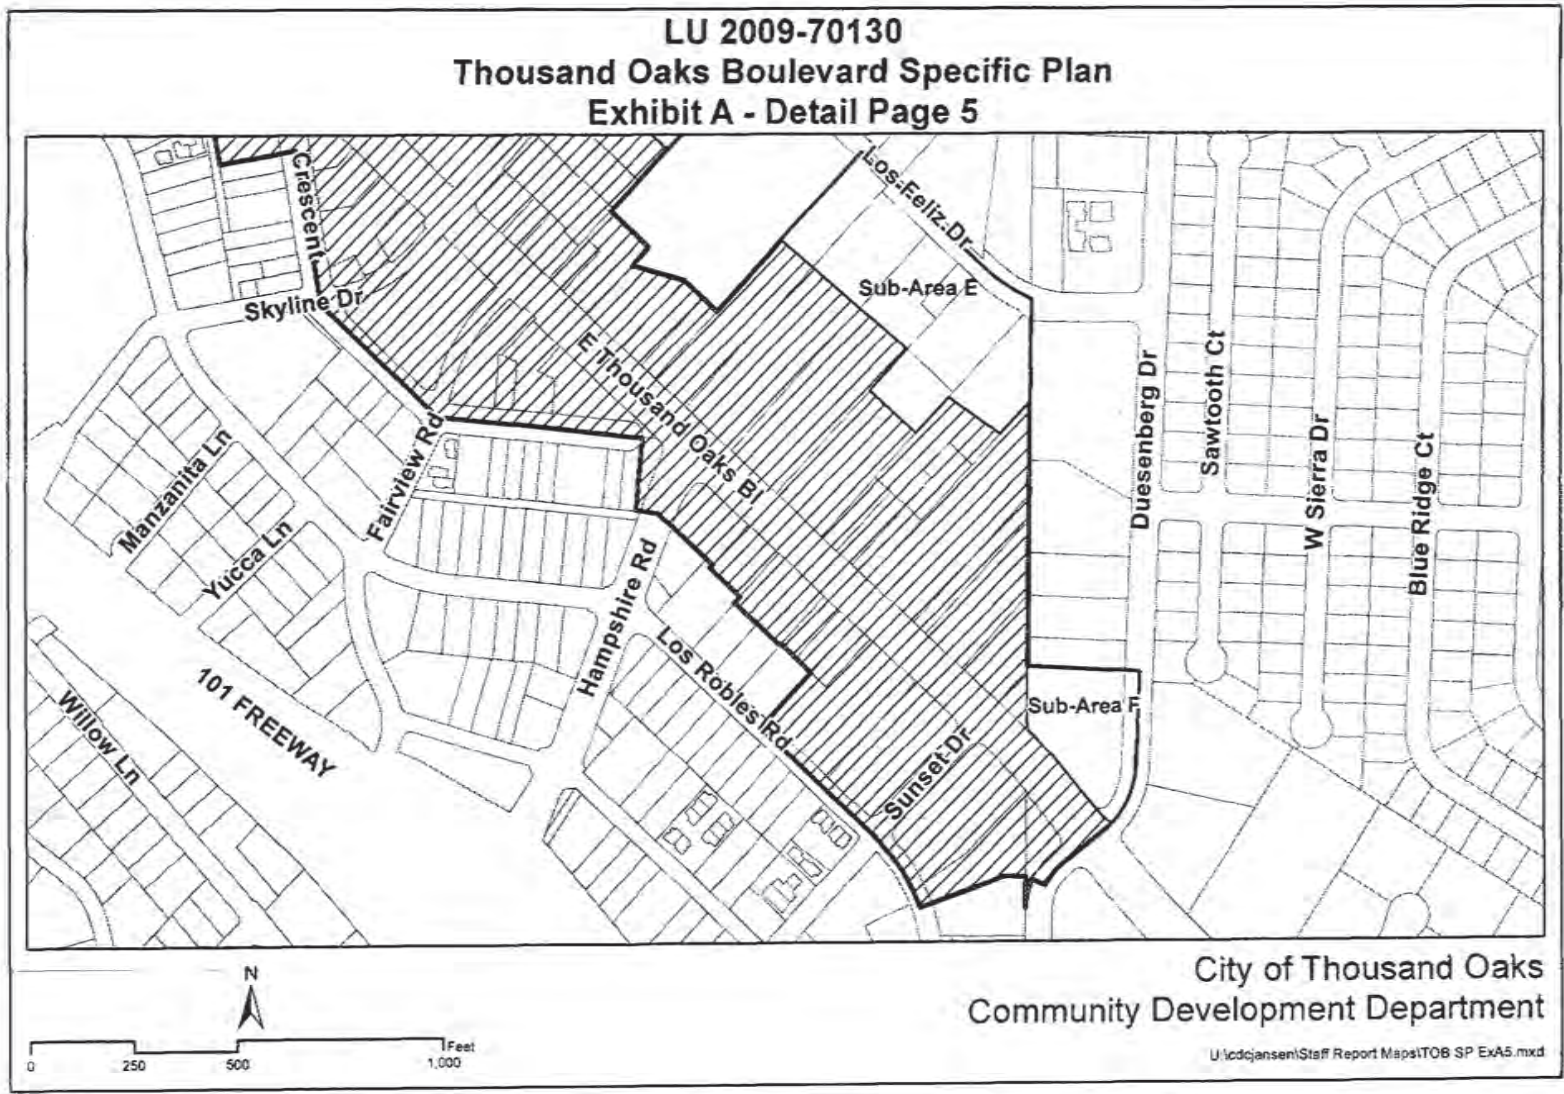 LU 2009-70130
Thousand Oaks Boulevard Specific Plan
Exhibit A - Detail Page 5
Crescent
Los Feliz Dr
Skyline Dr
Sub-Area E
E Thousand Oaks Bl
Duesenberg Dr
Sawtooth Ct
W Sierra Dr
Blue Ridge Ct
Manzanita Ln
Fairview Rd
Yucca Ln
Hampshire Rd
Los Robles Rd
101 FREEWAY
Willow Ln
Sub-Area F
Sunset Dr
City of Thousand Oaks
Community Development Department
U:\cdcjansen\Staff Report Maps\TOB SP ExA5.mxd
N
Feet
0 250 500 1,000